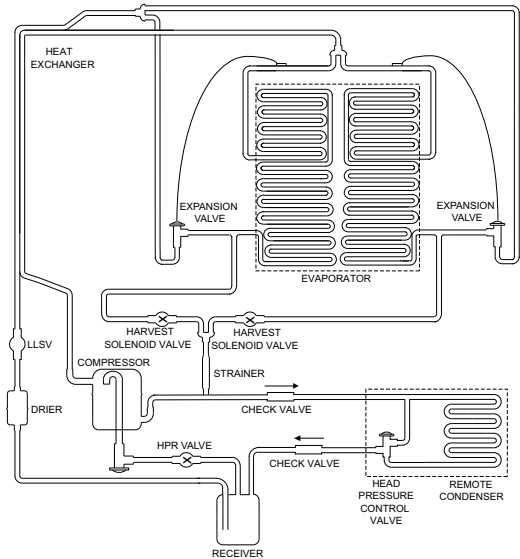 HEAT
EXCHANGER
EXPANSION
VALVE
EXPANSION
VALVE
EVAPORATOR
HARVEST
SOLENOID VALVE
HARVEST
SOLENOID VALVE
LLSV
COMPRESSOR
STRAINER
DRIER
CHECK VALVE
HPR VALVE
CHECK VALVE
HEAD
PRESSURE
CONTROL
VALVE
REMOTE
CONDENSER
RECEIVER